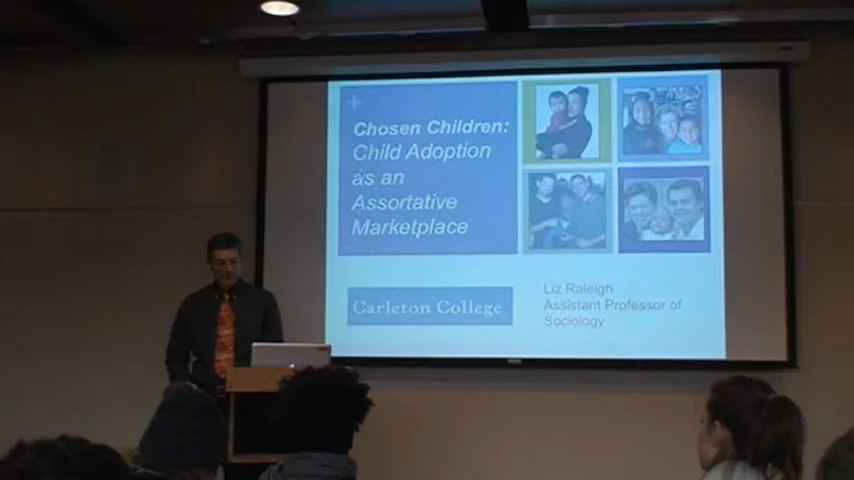 Chosen Children:
Child Adoption
as an
Assortative
Marketplace
Carleton College
Liz Raleigh
Assistant Professor of
Sociology